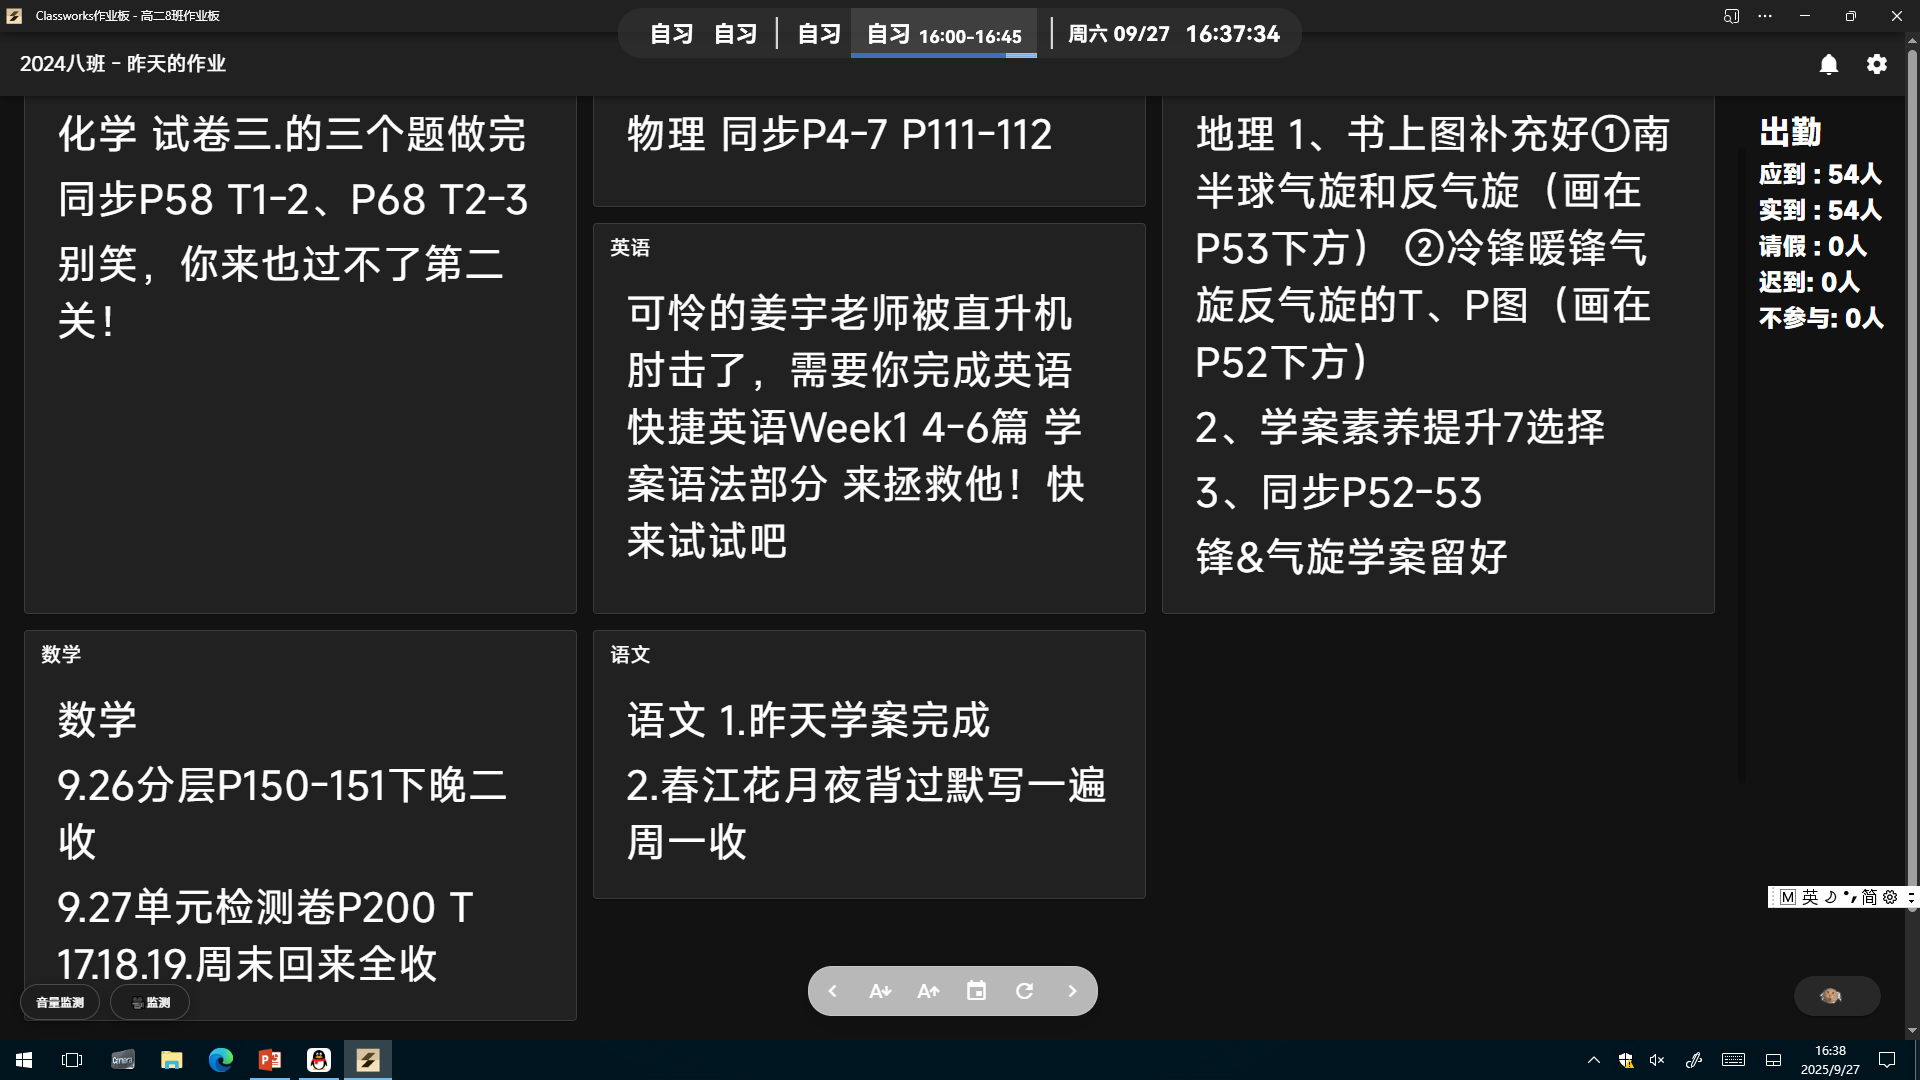 Classworks作业板 - 高二8班作业板
自习 自习 自习 自习 16:00-16:45 周六 09/27 16:37:34
2024八班 - 昨天的作业
化学 试卷三.的三个题做完
同步P58 T1-2、P68 T2-3
别笑，你来也过不了第二
关！
物理 同步P4-7 P111-112
英语
可怜的姜宇老师被直升机
肘击了，需要你完成英语
快捷英语Week1 4-6篇 学
案语法部分 来拯救他！快
来试试吧
地理 1、书上图补充好①南
半球气旋和反气旋（画在
P53下方） ②冷锋暖锋气
旋反气旋的T、P图（画在
P52下方）
2、学案素养提升7选择
3、同步P52-53
锋&气旋学案留好
出勤
应到 : 54人
实到 : 54人
请假 : 0人
迟到: 0人
不参与: 0人
数学
数学
9.26分层P150-151下晚二
收
9.27单元检测卷P200 T
17.18.19.周末回来全收
语文
语文 1.昨天学案完成
2.春江花月夜背过默写一遍
周一收
音量监测 监测
M 英 简
16:38
2025/9/27